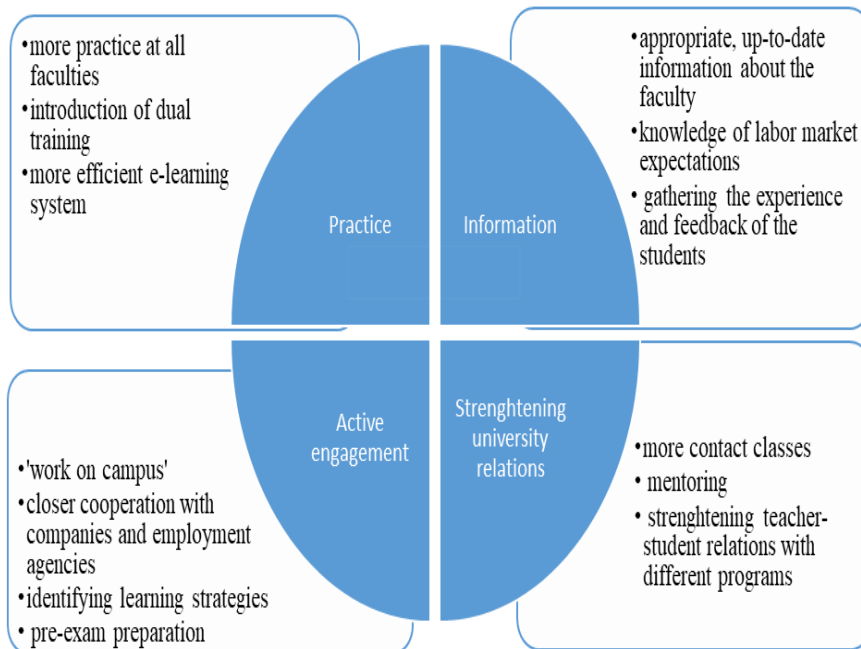 •more practice at all
faculties
•introduction of dual
training
•more efficient e-learning
system
Practice
Information
•appropriate, up-to-date
information about the
faculty
•knowledge of labor market
expectations
• gathering the experience
and feedback of the
students
•'work on campus'
•closer cooperation with
companies and employment
agencies
•identifying learning strategies
• pre-exam preparation
Active
engagement
Strenghtening
university
relations
•more contact classes
• mentoring
• strenghtening teacher-
student relations with
different programs